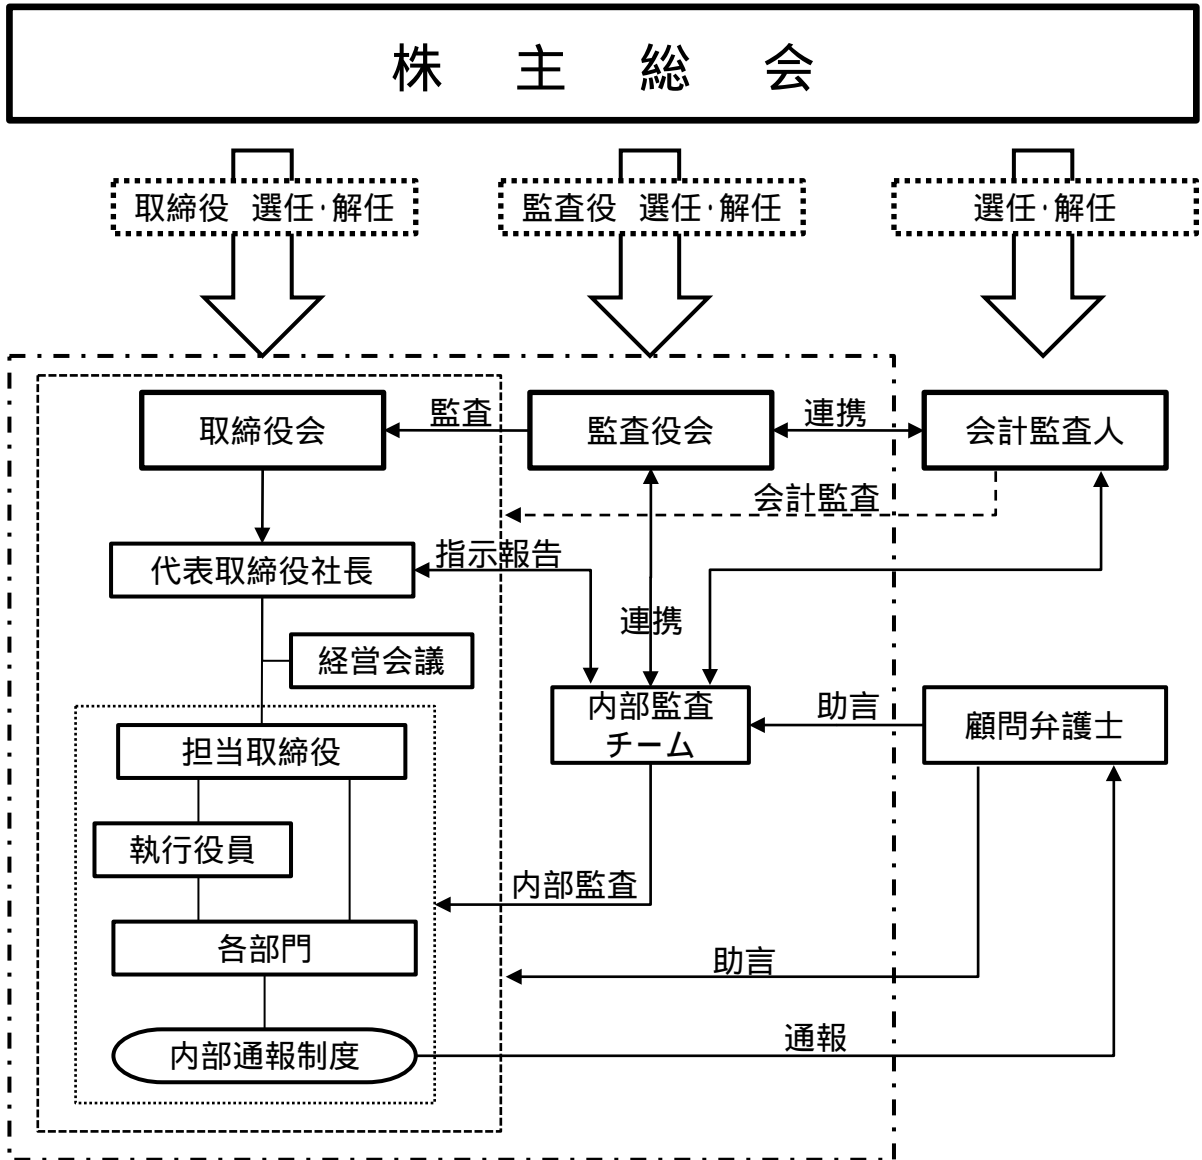 株 主 総 会
取締役 選任・解任
監査役 選任・解任
選任・解任
取締役会
監査
監査役会
連携
会計監査人
会計監査
代表取締役社長
指示報告
連携
経営会議
内部監査
チーム
助言
顧問弁護士
担当取締役
執行役員
内部監査
各部門
助言
内部通報制度
通報